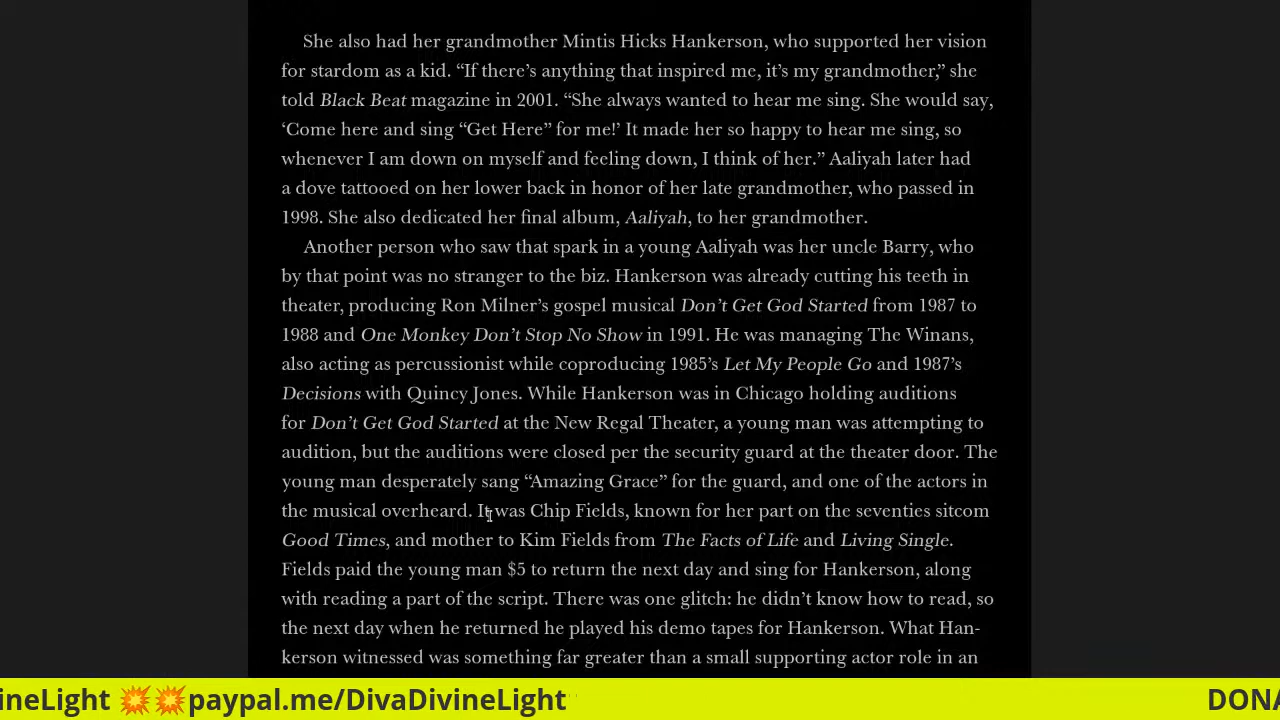 She also had her grandmother Mintis Hicks Hankerson, who supported her vision
for stardom as a kid. “If there’s anything that inspired me, it’s my grandmother,” she
told Black Beat magazine in 2001. “She always wanted to hear me sing. She would say,
‘Come here and sing “Get Here” for me!’ It made her so happy to hear me sing, so
whenever I am down on myself and feeling down, I think of her.” Aaliyah later had
a dove tattooed on her lower back in honor of her late grandmother, who passed in
1998. She also dedicated her final album, Aaliyah, to her grandmother.
Another person who saw that spark in a young Aaliyah was her uncle Barry, who
by that point was no stranger to the biz. Hankerson was already cutting his teeth in
theater, producing Ron Milner’s gospel musical Don’t Get God Started from 1987 to
1988 and One Monkey Don’t Stop No Show in 1991. He was managing The Winans,
also acting as percussionist while coproducing 1985’s Let My People Go and 1987’s
Decisions with Quincy Jones. While Hankerson was in Chicago holding auditions
for Don’t Get God Started at the New Regal Theater, a young man was attempting to
audition, but the auditions were closed per the security guard at the theater door. The
young man desperately sang “Amazing Grace” for the guard, and one of the actors in
the musical overheard. It was Chip Fields, known for her part on the seventies sitcom
Good Times, and mother to Kim Fields from The Facts of Life and Living Single.
Fields paid the young man $5 to return the next day and sing for Hankerson, along
with reading a part of the script. There was one glitch: he didn’t know how to read, so
the next day when he returned he played his demo tapes for Hankerson. What Han-
kerson witnessed was something far greater than a small supporting actor role in an
ineLight 💥💥paypal.me/DivaDivineLight DONA